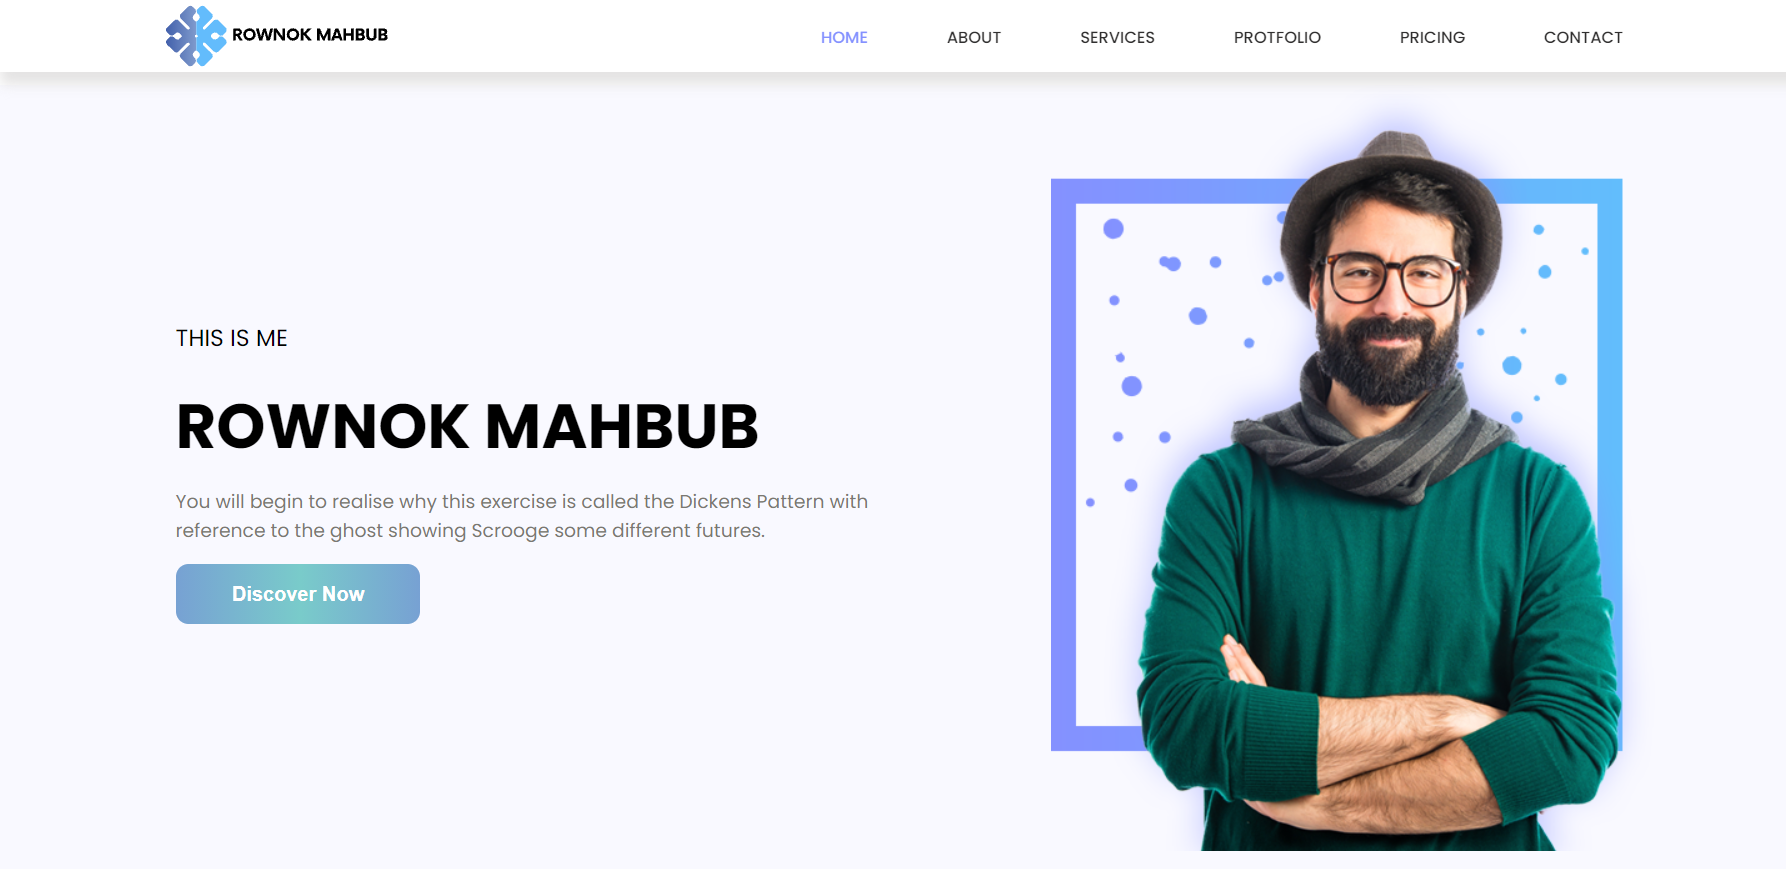 ROWNOK MAHBUB
HOME
ABOUT
SERVICES
PROTFOLIO
PRICING
CONTACT
THIS IS ME
ROWNOK MAHBUB
You will begin to realise why this exercise is called the Dickens Pattern with
reference to the ghost showing Scrooge some different futures.
Discover Now